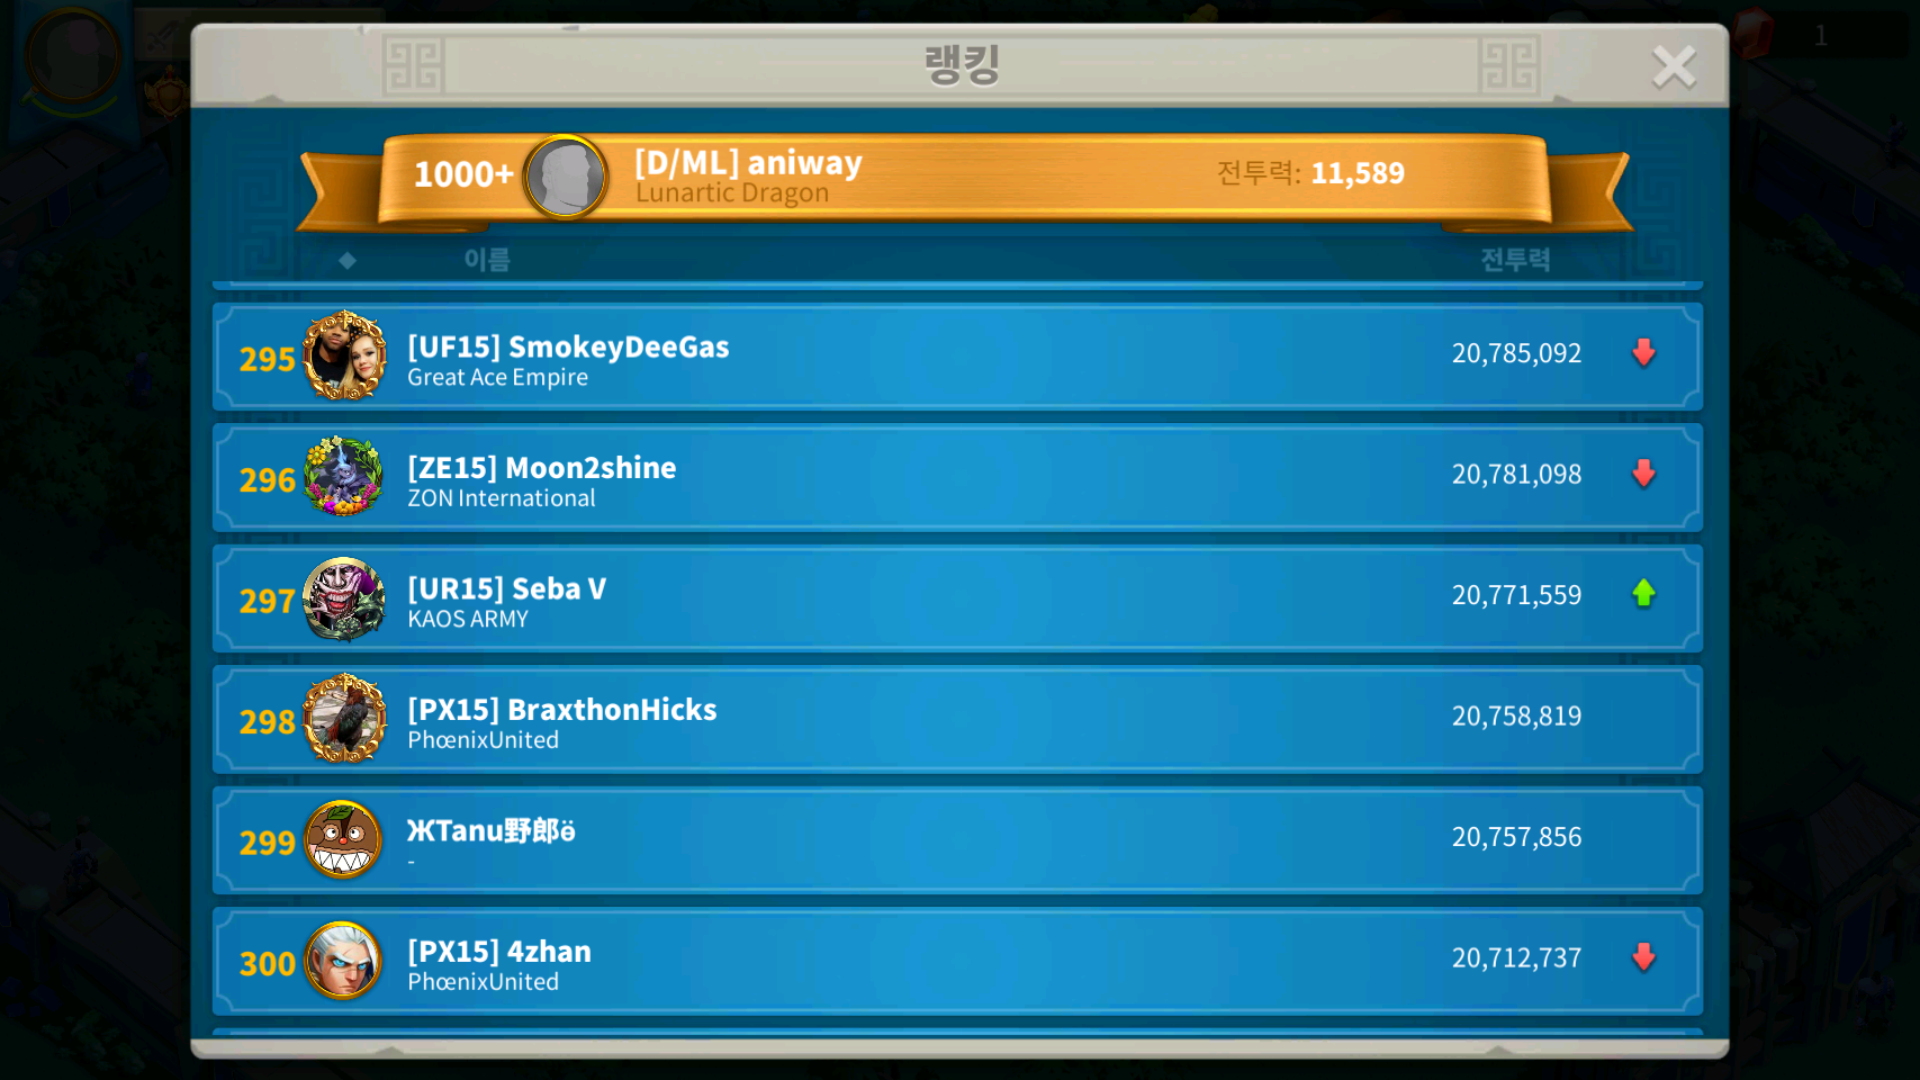 1
랭킹
1000+
[D/ML] aniway
Lunartic Dragon
전투력: 11,589
이름
전투력
295
[UF15] SmokeyDeeGas
Great Ace Empire
20,785,092
296
[ZE15] Moon2shine
ZON International
20,781,098
297
[UR15] Seba V
KAOS ARMY
20,771,559
298
[PX15] BraxthonHicks
PhœnixUnited
20,758,819
299
ЖTanu野郎ӫ
-
20,757,856
300
[PX15] 4zhan
PhœnixUnited
20,712,737